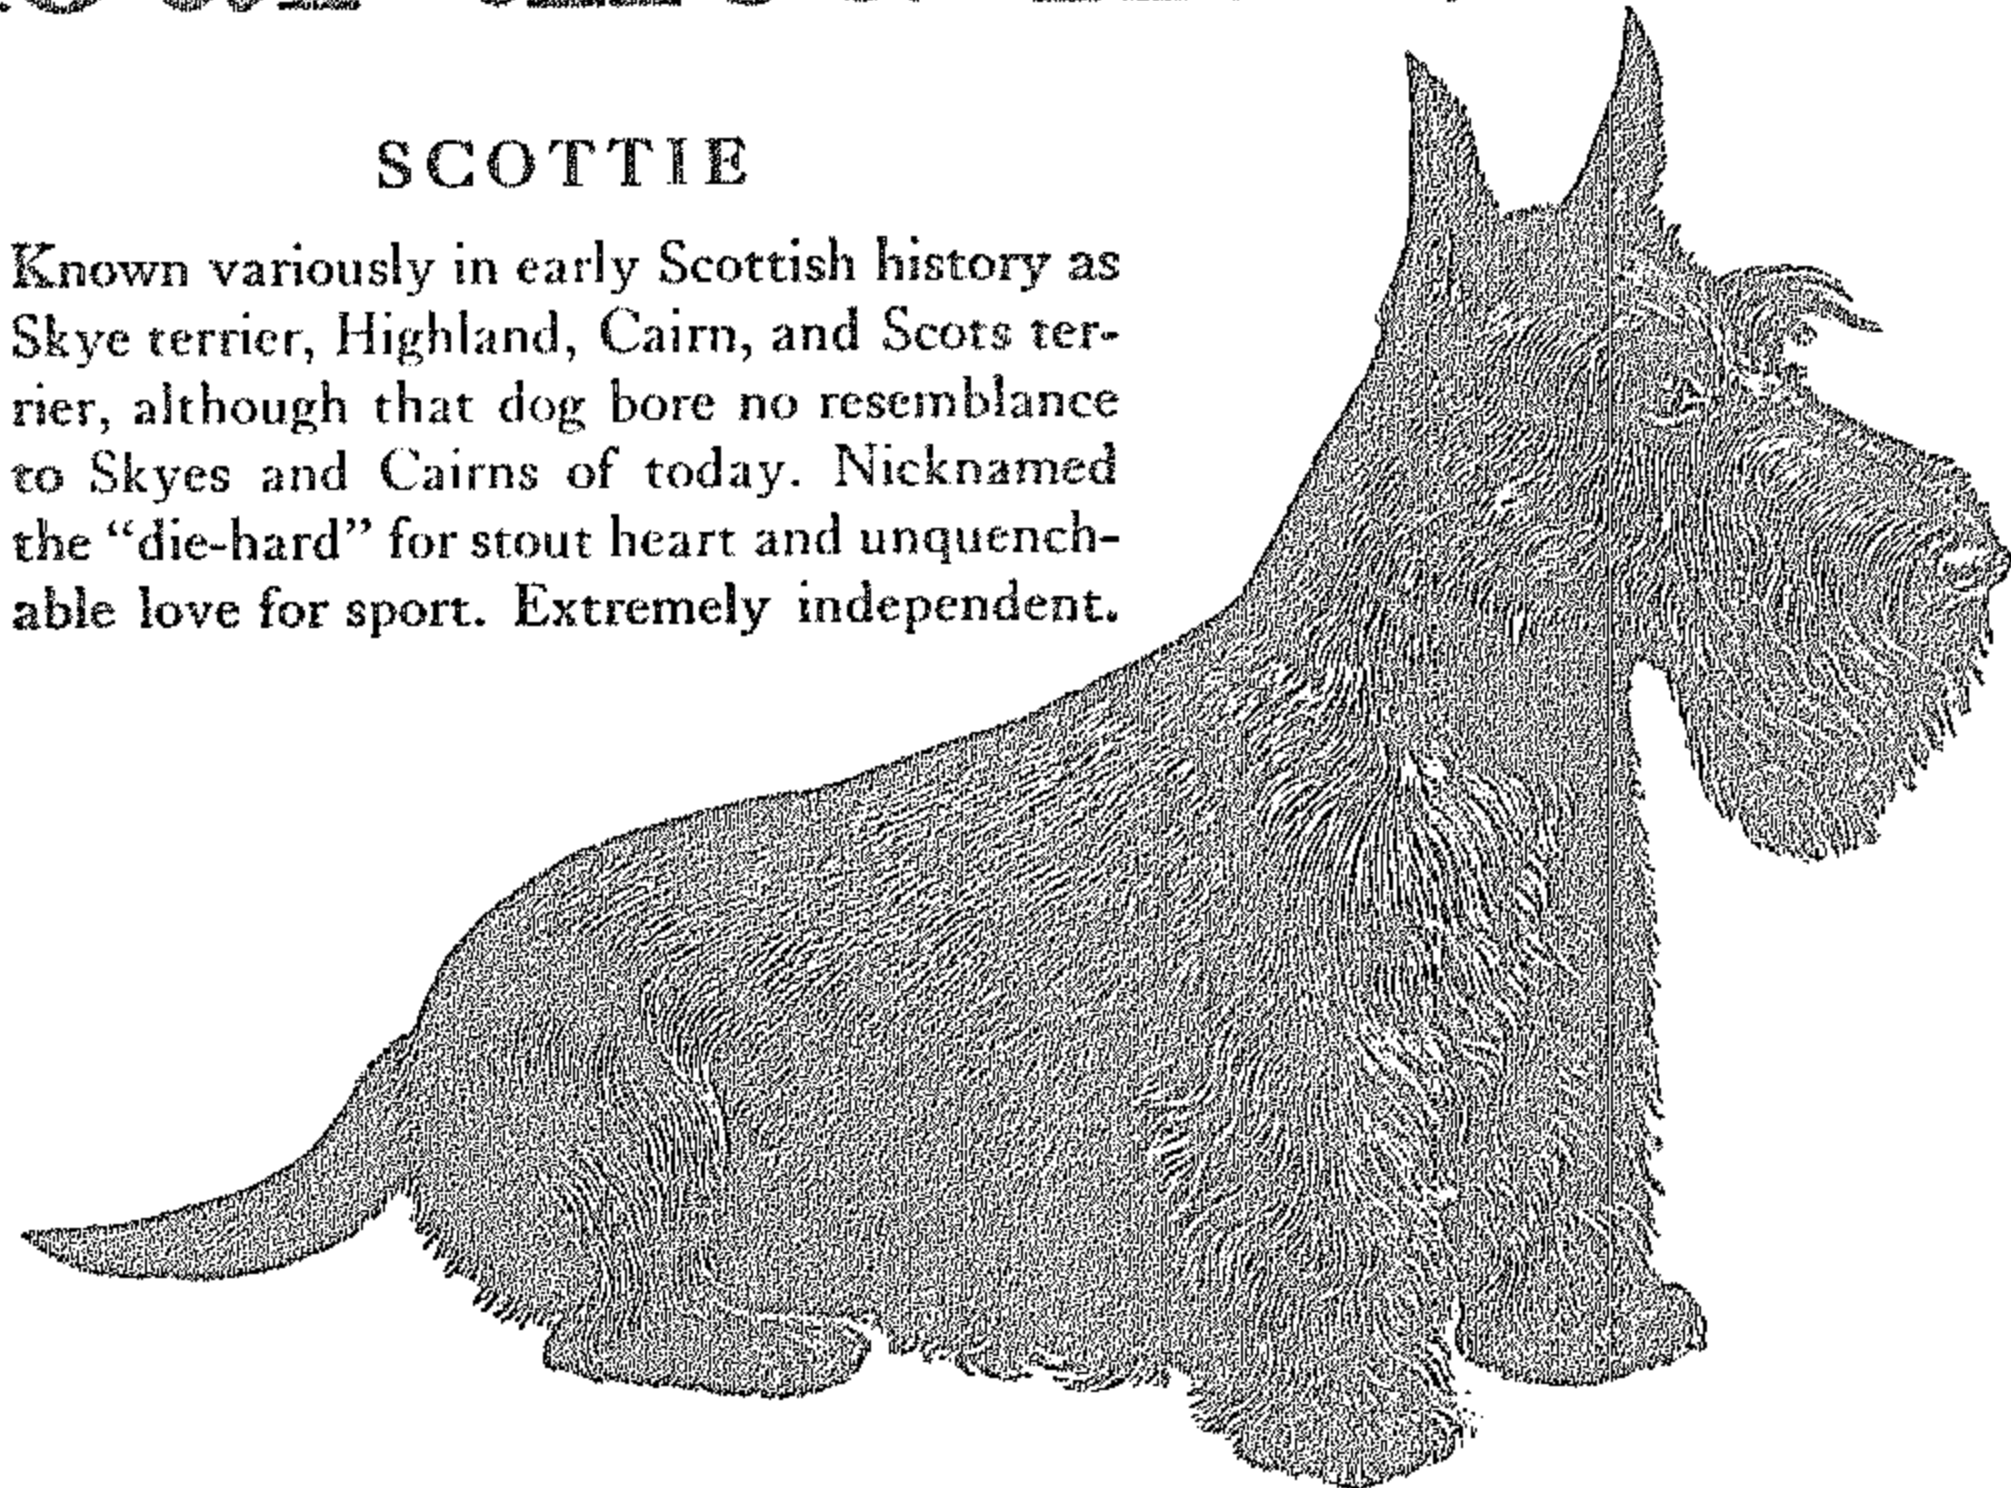 SCOTTIE
Known variously in early Scottish history as
Skye terrier, Highland, Cairn, and Scots ter-
rier, although that dog bore no resemblance
to Skyes and Cairns of today. Nicknamed
the “die-hard” for stout heart and unquench-
able love for sport. Extremely independent.